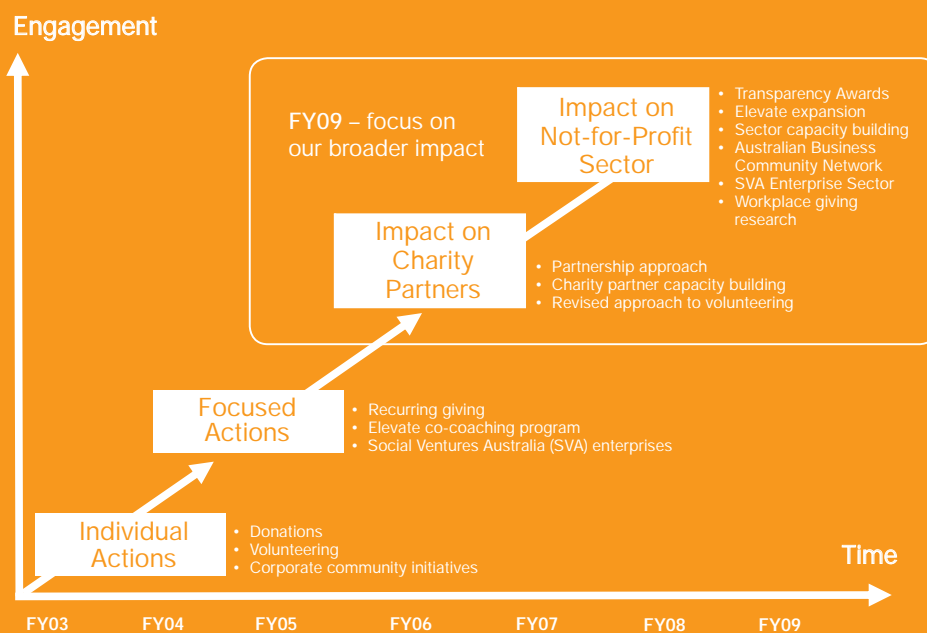 Engagement
FY09 – focus on
our broader impact
Impact on
Not-for-Profit
Sector
• Transparency Awards
• Elevate expansion
• Sector capacity building
• Australian Business
Community Network
• SVA Enterprise Sector
• Workplace giving
research
Impact on
Charity
Partners
• Partnership approach
• Charity partner capacity building
• Revised approach to volunteering
Focused
Actions
• Recurring giving
• Elevate co-coaching program
• Social Ventures Australia (SVA) enterprises
Individual
Actions
• Donations
• Volunteering
• Corporate community initiatives
Time
FY03 FY04 FY05 FY06 FY07 FY08 FY09